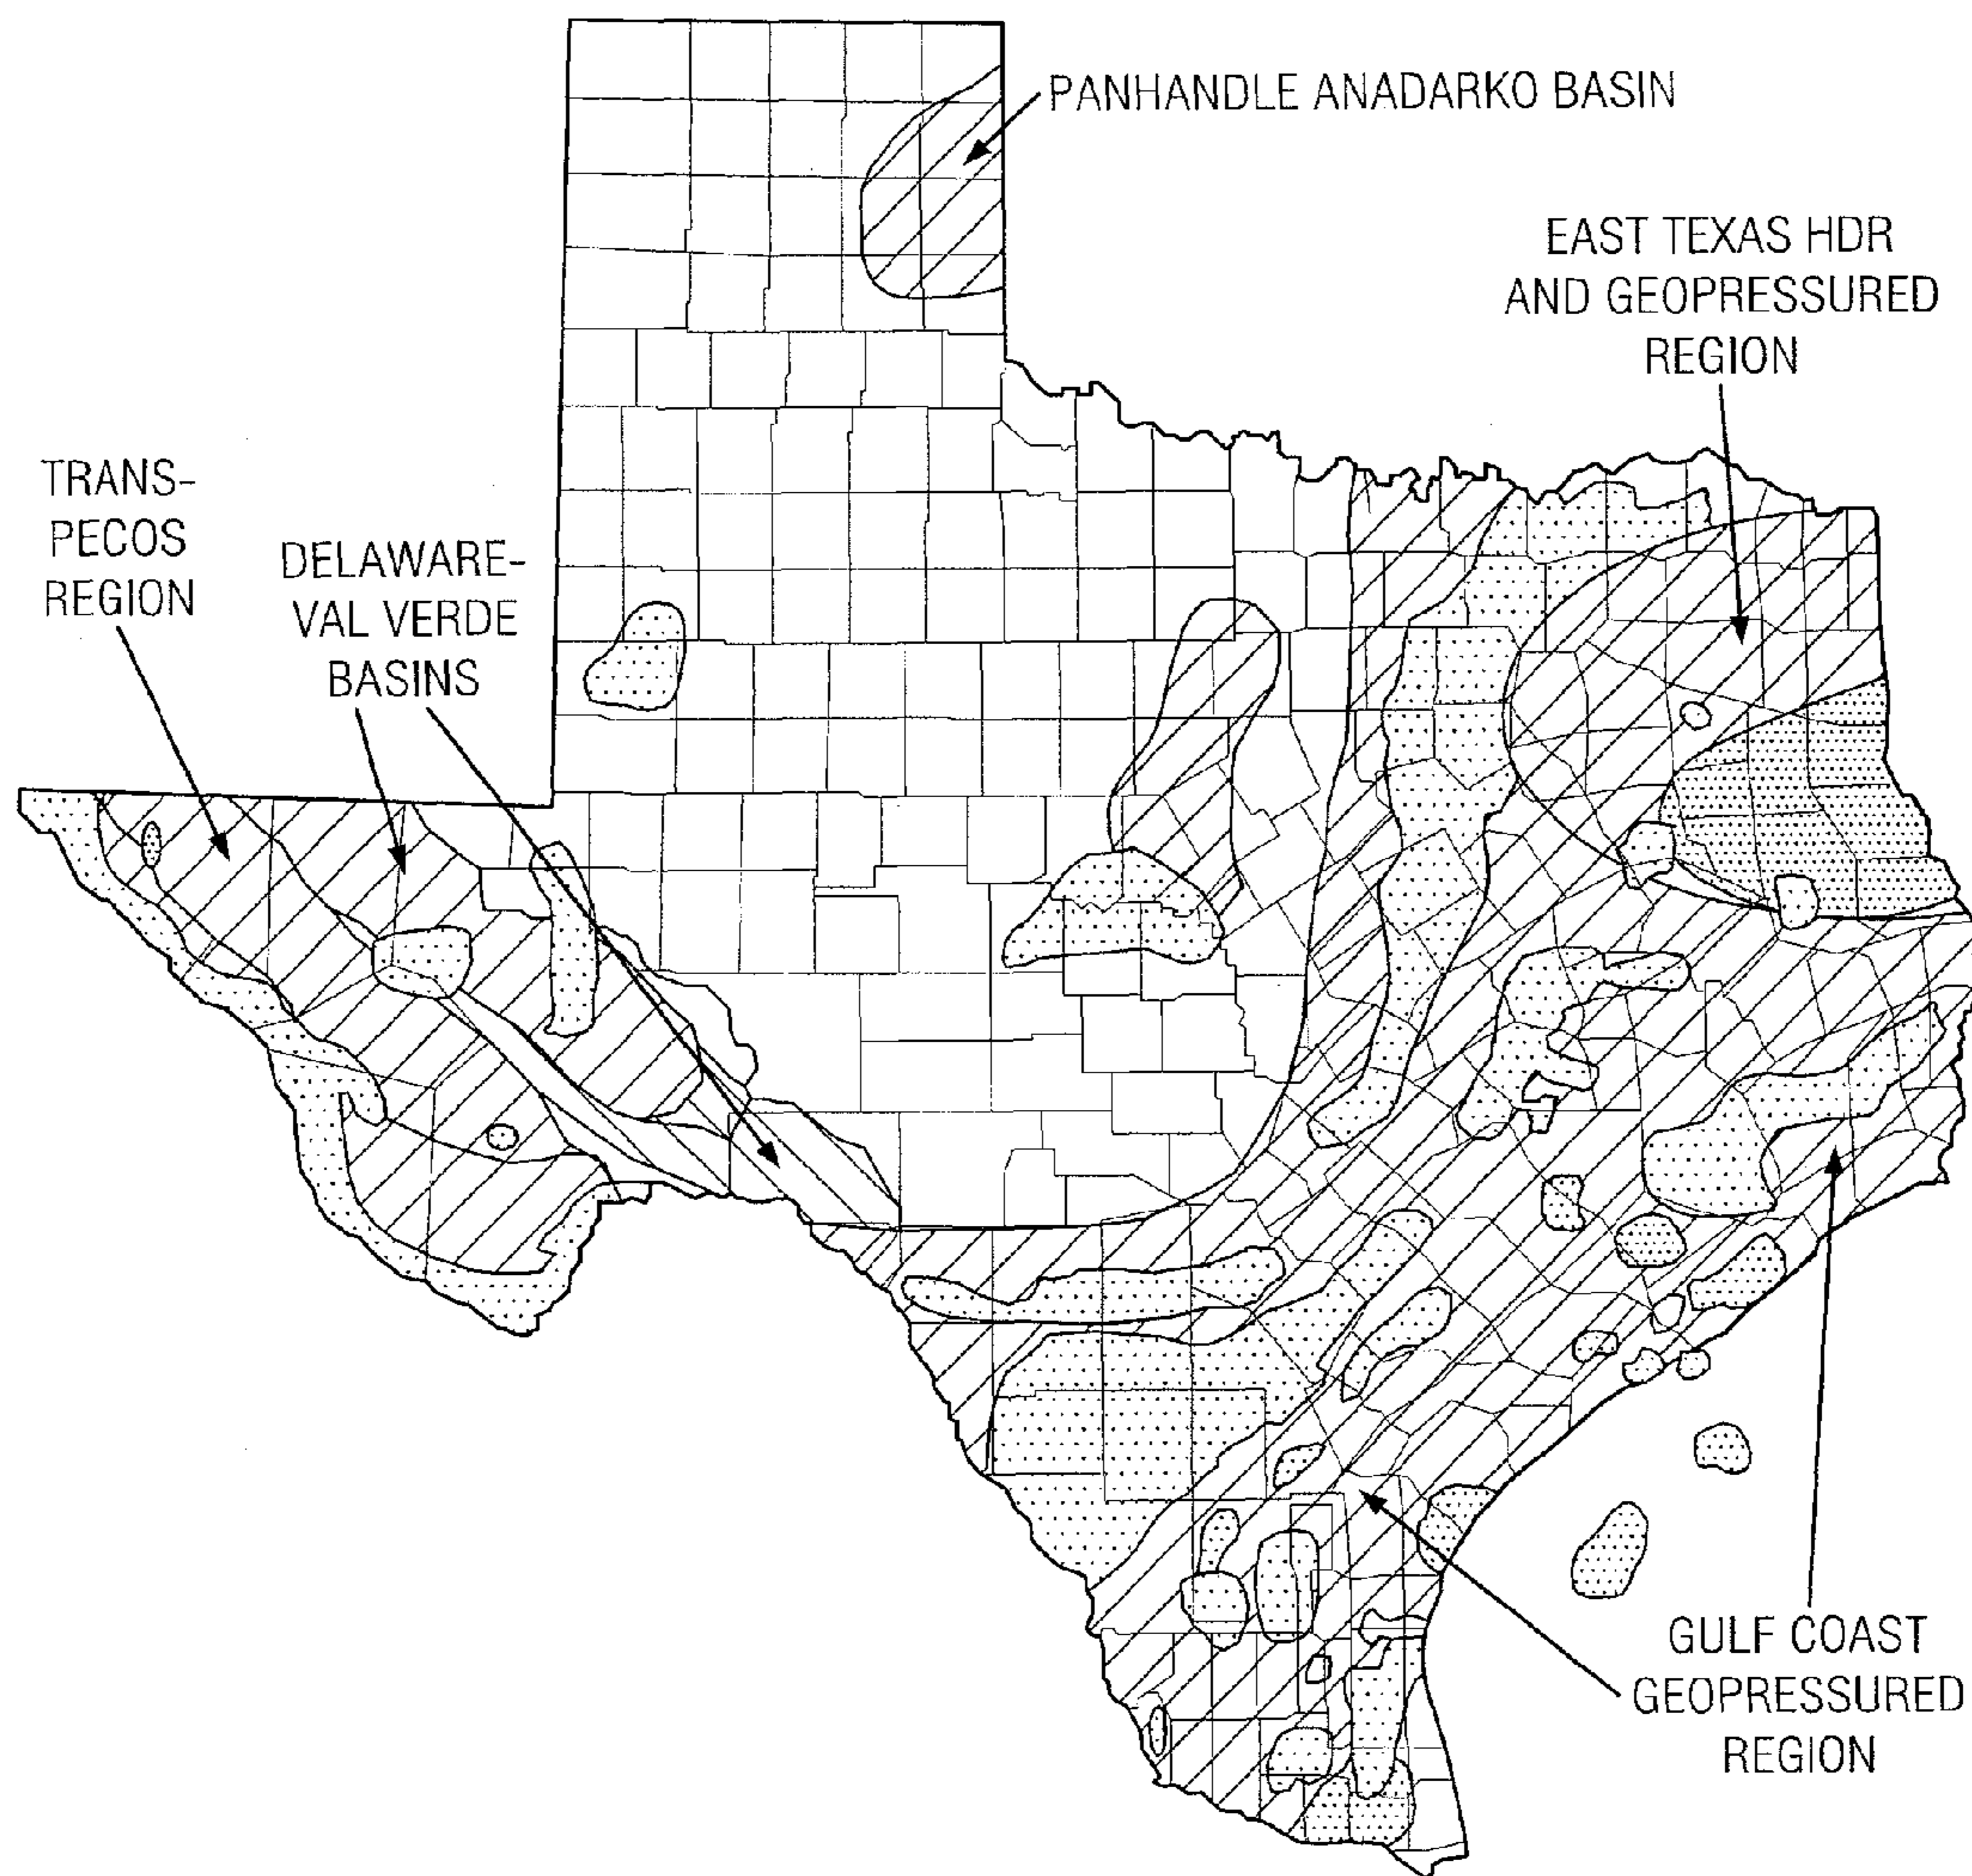 PANHANDLE ANADARKO BASIN
EAST TEXAS HDR
AND GEOPRESSURED
REGION
TRANS-
PECOS
REGION
DELAWARE-
VAL VERDE
BASINS
GULF COAST
GEOPRESSURED
REGION